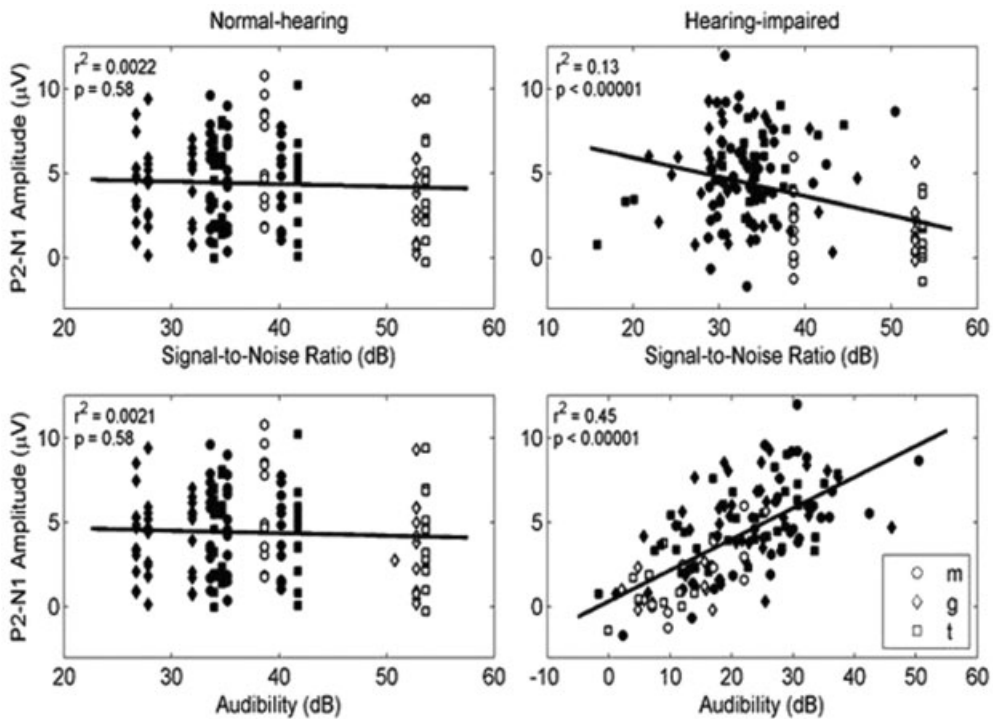 Normal-hearing
Hearing-impaired
r² = 0.0022
p = 0.58
r² = 0.13
p < 0.00001
P2-N1 Amplitude (μV)
10
5
0
20 30 40 50 60
10 20 30 40 50 60
Signal-to-Noise Ratio (dB)
Signal-to-Noise Ratio (dB)
r² = 0.0021
p = 0.58
r² = 0.45
p < 0.00001
P2-N1 Amplitude (μV)
10
5
0
m
g
t
20 30 40 50 60
-10 0 10 20 30 40 50 60
Audibility (dB)
Audibility (dB)